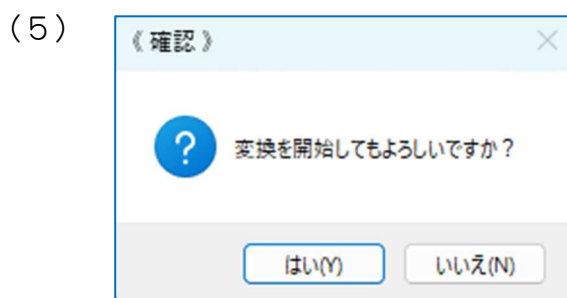 （５）
《 確認 》
?
変換を開始してもよろしいですか？
はい(Y)
いいえ(N)